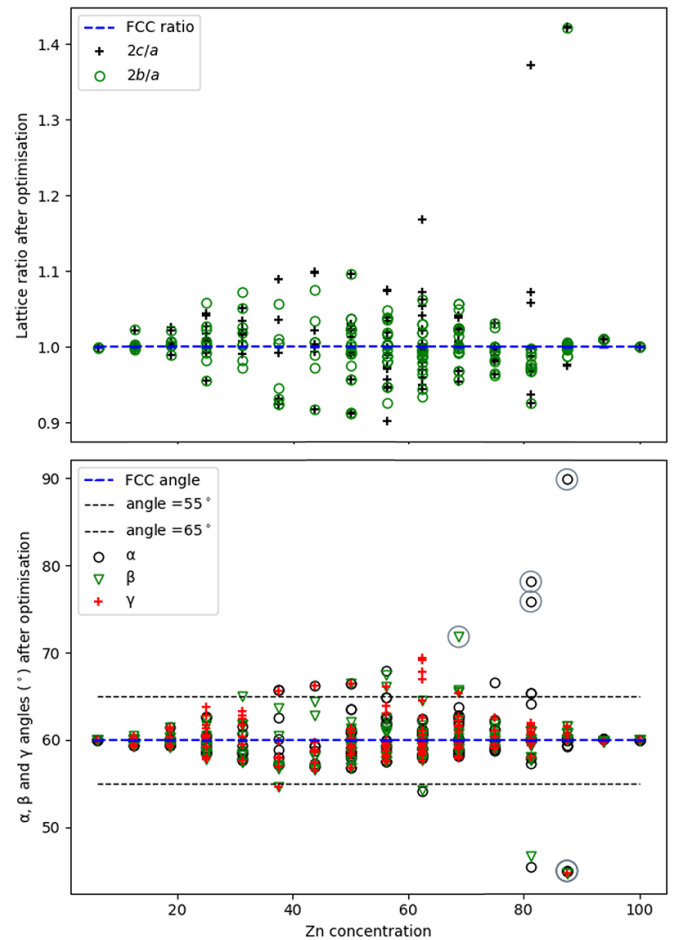 FCC ratio
2c/a
2b/a
1.4
1.3
1.2
1.1
1.0
0.9
Lattice ratio after optimisation
FCC angle
angle =55°
angle =65°
α
β
γ
90
80
70
60
50
α, β and γ angles (°) after optimisation
20 40 60 80 100
Zn concentration